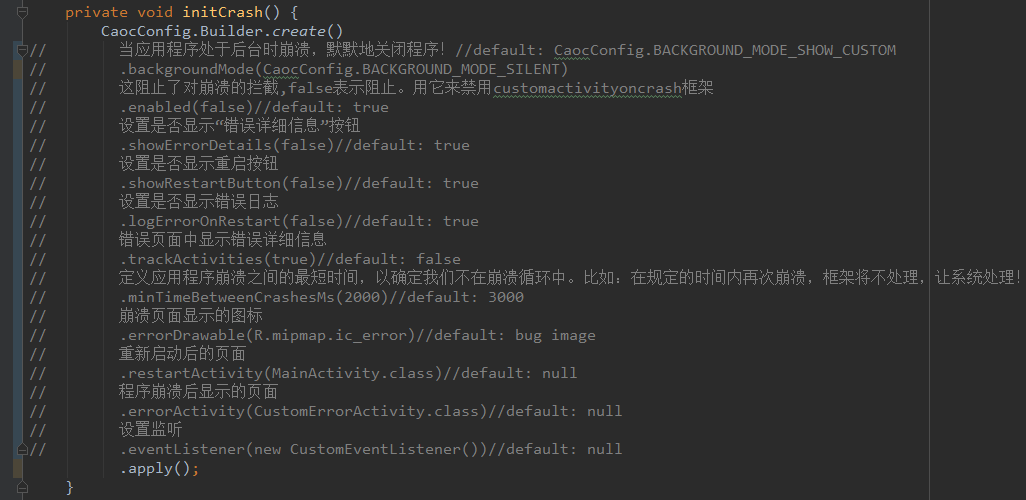 private void initCrash() {
CaocConfig.Builder.create()
// 当应用程序处于后台时崩溃，默默地关闭程序！//default: CaocConfig.BACKGROUND_MODE_SHOW_CUSTOM
// .backgroundMode(CaocConfig.BACKGROUND_MODE_SILENT)
// 这阻止了对崩溃的拦截,false表示阻止。用它来禁用customactivityoncrash框架
// .enabled(false)//default: true
// 设置是否显示“错误详细信息”按钮
// .showErrorDetails(false)//default: true
// 设置是否显示重启按钮
// .showRestartButton(false)//default: true
// 设置是否显示错误日志
// .logErrorOnRestart(false)//default: true
// 错误页面中显示错误详细信息
// .trackActivities(true)//default: false
// 定义应用程序崩溃之间的最短时间，以确定我们不在崩溃循环中。比如：在规定的时间内再次崩溃，框架将不处理，让系统处理！
// .minTimeBetweenCrashesMs(2000)//default: 3000
// 崩溃页面显示的图标
// .errorDrawable(R.mipmap.ic_error)//default: bug image
// 重新启动后的页面
// .restartActivity(MainActivity.class)//default: null
// 程序崩溃后显示的页面
// .errorActivity(CustomErrorActivity.class)//default: null
// 设置监听
// .eventListener(new CustomEventListener())//default: null
.apply();
}